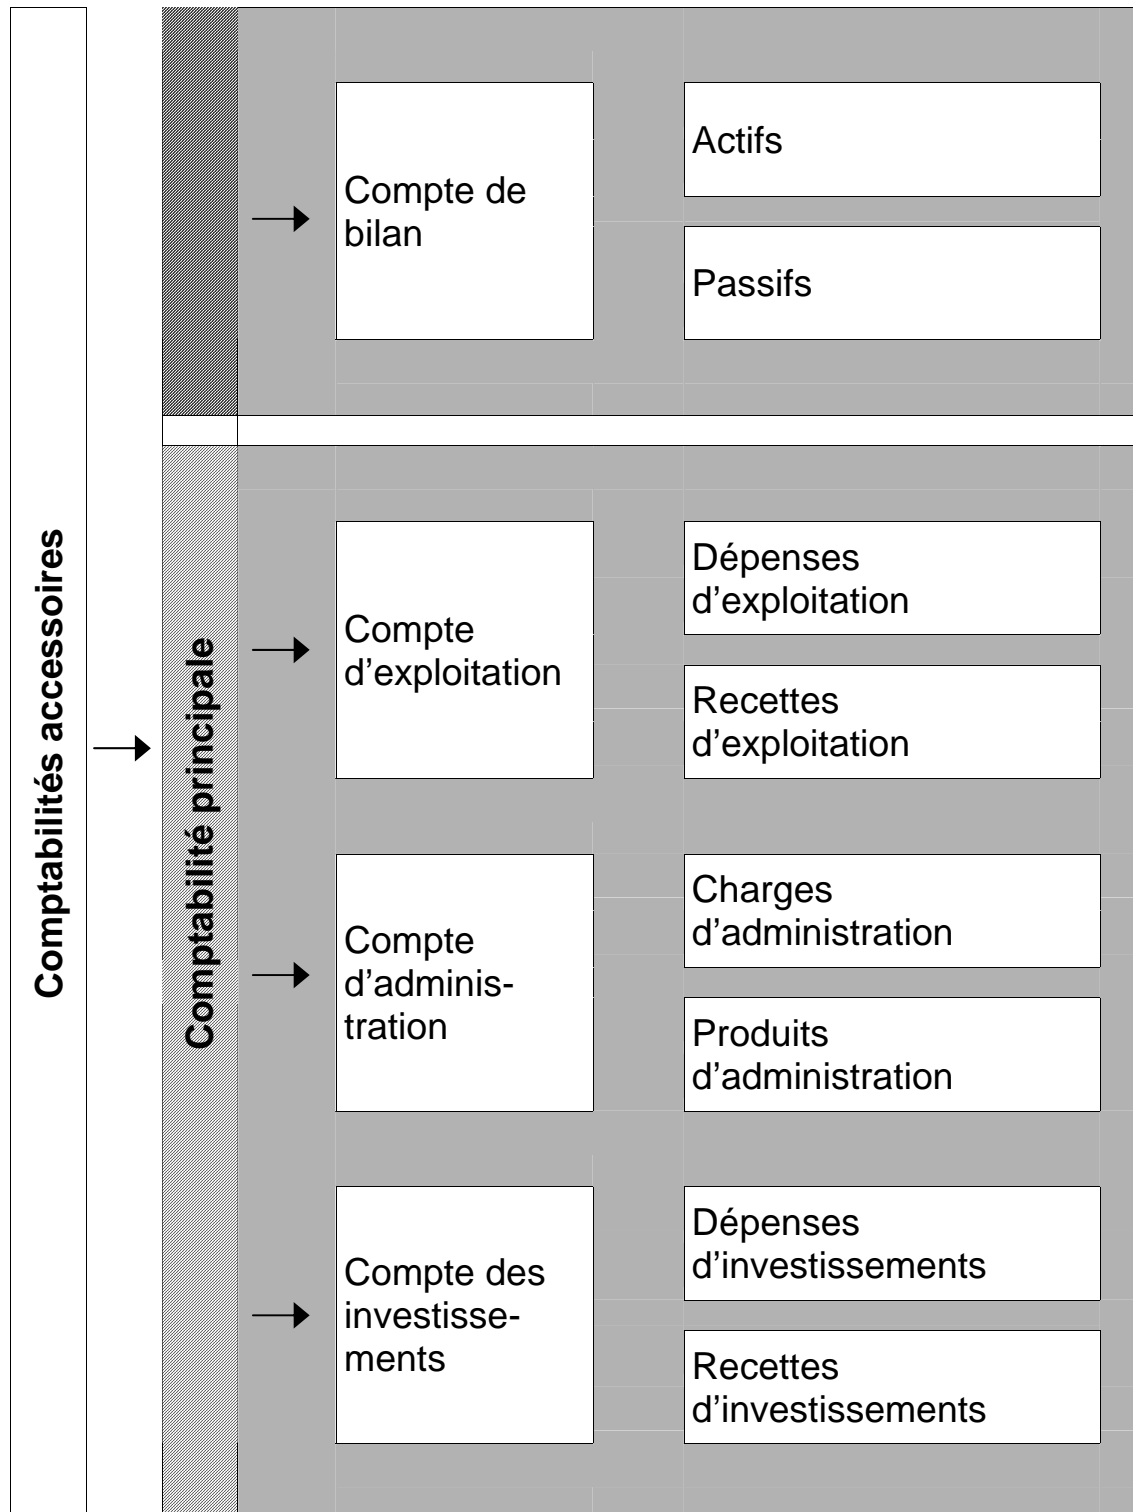 Comptabilités accessoires
Comptabilité principale
Compte de
bilan
Actifs
Passifs
Compte
d’exploitation
Dépenses
d’exploitation
Recettes
d’exploitation
Compte
d’adminis-
tration
Charges
d’administration
Produits
d’administration
Compte des
investisse-
ments
Dépenses
d’investissements
Recettes
d’investissements